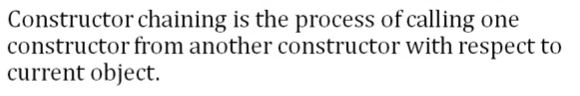 Constructor chaining is the process of calling one
constructor from another constructor with respect to
current object.